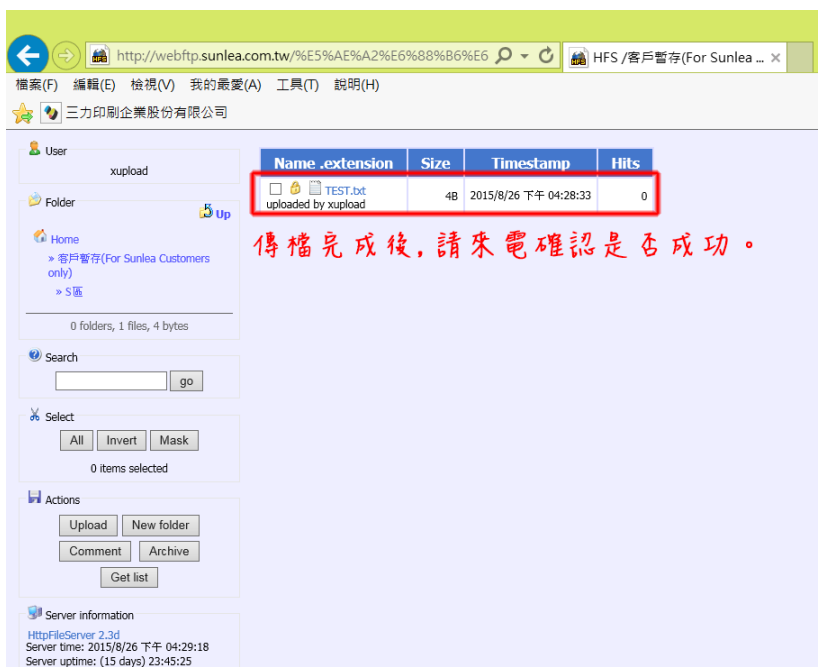 http://webftp.sunlea.com.tw/%E5%AE%A2%E6%88%B6%E6
HFS /客戶暫存(For Sunlea ...
檔案(F) 編輯(E) 檢視(V) 我的最愛(A) 工具(T) 說明(H)
三力印刷企業股份有限公司
User
xupload
Folder
Up
Home
» 客戶暫存(For Sunlea Customers
only)
» S區
0 folders, 1 files, 4 bytes
Search
go
Select
All Invert Mask
0 items selected
Actions
Upload New folder
Comment Archive
Get list
Server information
HttpFileServer 2.3d
Server time: 2015/8/26 下午 04:29:18
Server uptime: (15 days) 23:45:25
Name .extension Size Timestamp Hits
TEST.txt 4B 2015/8/26 下午 04:28:33 0
uploaded by xupload
傳檔完成後,請來電確認是否成功。